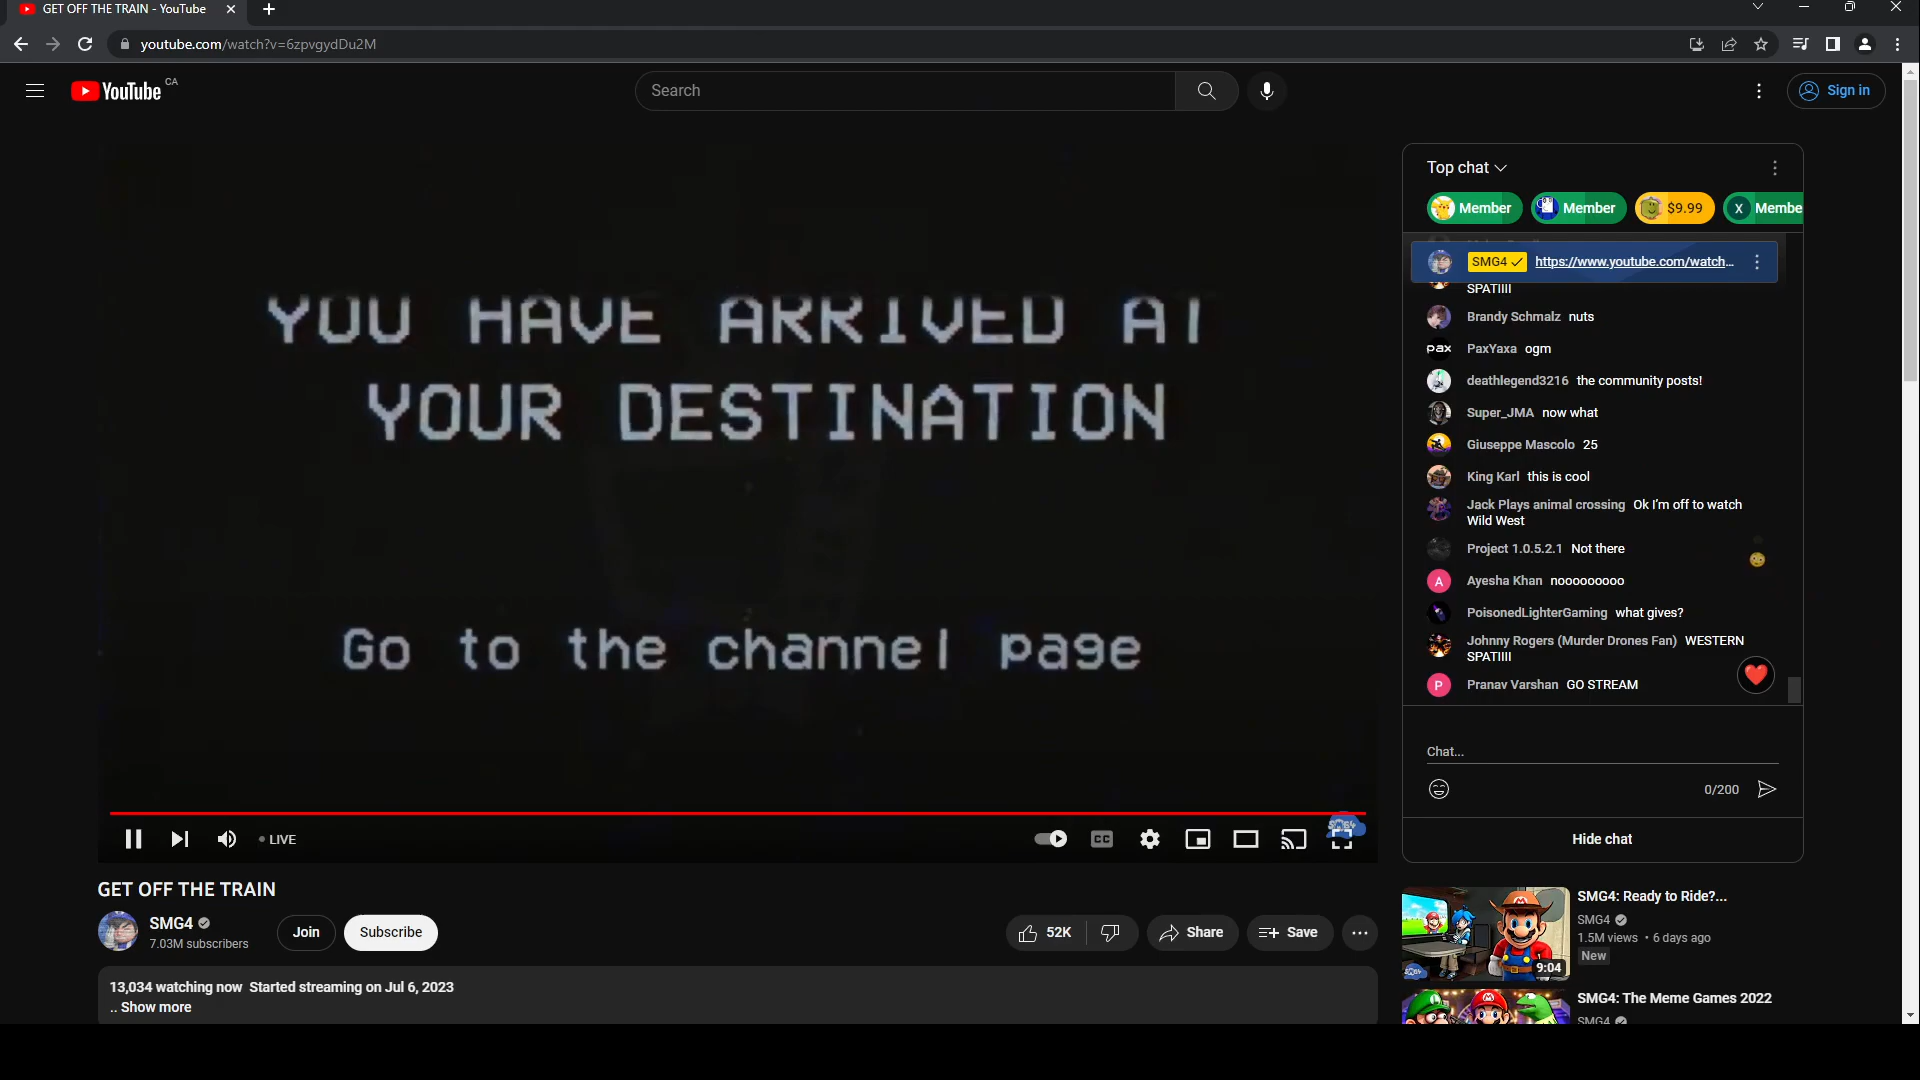 GET OFF THE TRAIN - YouTube
youtube.com/watch?v=6zpvgydDu2M
YouTube CA
Search
Sign in
YOU HAVE ARRIVED AT
YOUR DESTINATION
Go to the channel page
LIVE
CC
GET OFF THE TRAIN
SMG4
7.03M subscribers
Join
Subscribe
52K
Share
Save
13,034 watching now Started streaming on Jul 6, 2023
.. Show more
Top chat
Member
Member
$9.99
X Membe
SMG4 https://www.youtube.com/watch...
SPATIIII
Brandy Schmalz nuts
pax PaxYaxa ogm
deathlegend3216 the community posts!
Super_JMA now what
Giuseppe Mascolo 25
King Karl this is cool
Jack Plays animal crossing Ok I'm off to watch
Wild West
Project 1.0.5.2.1 Not there
A Ayesha Khan nooooooooo
PoisonedLighterGaming what gives?
Johnny Rogers (Murder Drones Fan) WESTERN
SPATIIII
P Pranav Varshan GO STREAM
Chat...
0/200
Hide chat
SMG4: Ready to Ride?...
SMG4
1.5M views • 6 days ago
New
9:04
SMG4: The Meme Games 2022
SMG4